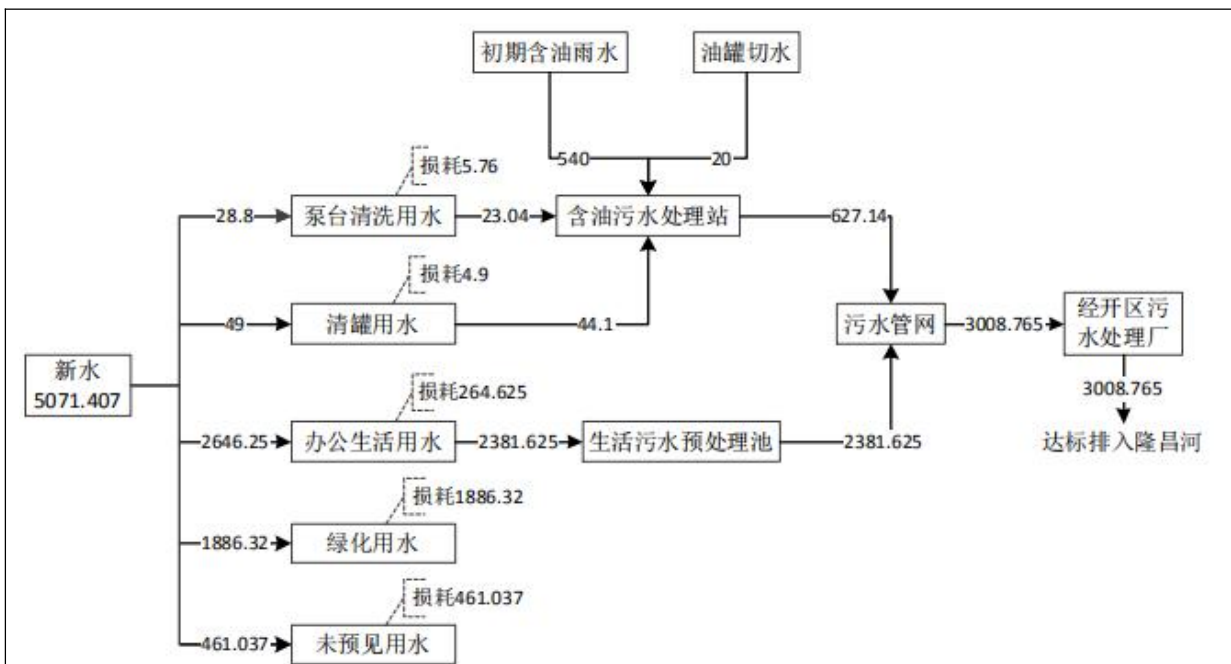 初期含油雨水
油罐切水
540
20
损耗5.76
28.8
泵台清洗用水
23.04
含油污水处理站
627.14
损耗4.9
49
清罐用水
44.1
污水管网
3008.765
经开区污
水处理厂
新水
5071.407
损耗264.625
3008.765
2646.25
办公生活用水
2381.625
生活污水预处理池
2381.625
达标排入隆昌河
损耗1886.32
1886.32
绿化用水
损耗461.037
461.037
未预见用水